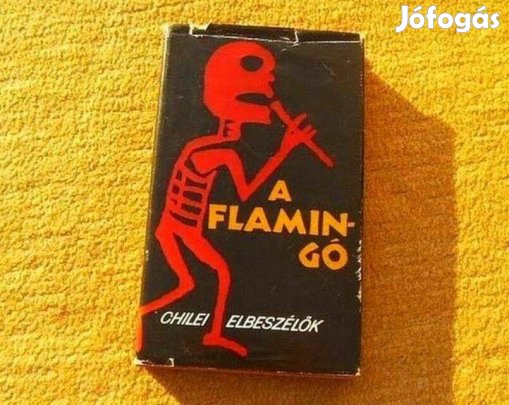 Jófogás
A
FLAMIN-
GÓ
CHILEI ELBESZÉLŐK